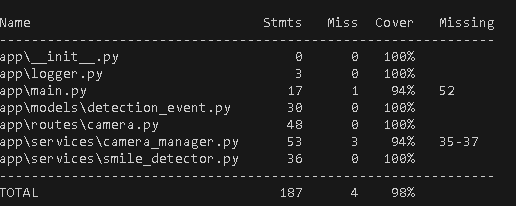 Name Stmts Miss Cover Missing
-----------------------------------------------------------
app\__init__.py 0 0 100%
app\logger.py 3 0 100%
app\main.py 17 1 94% 52
app\models\detection_event.py 30 0 100%
app\routes\camera.py 48 0 100%
app\services\camera_manager.py 53 3 94% 35-37
app\services\smile_detector.py 36 0 100%
-----------------------------------------------------------
TOTAL 187 4 98%